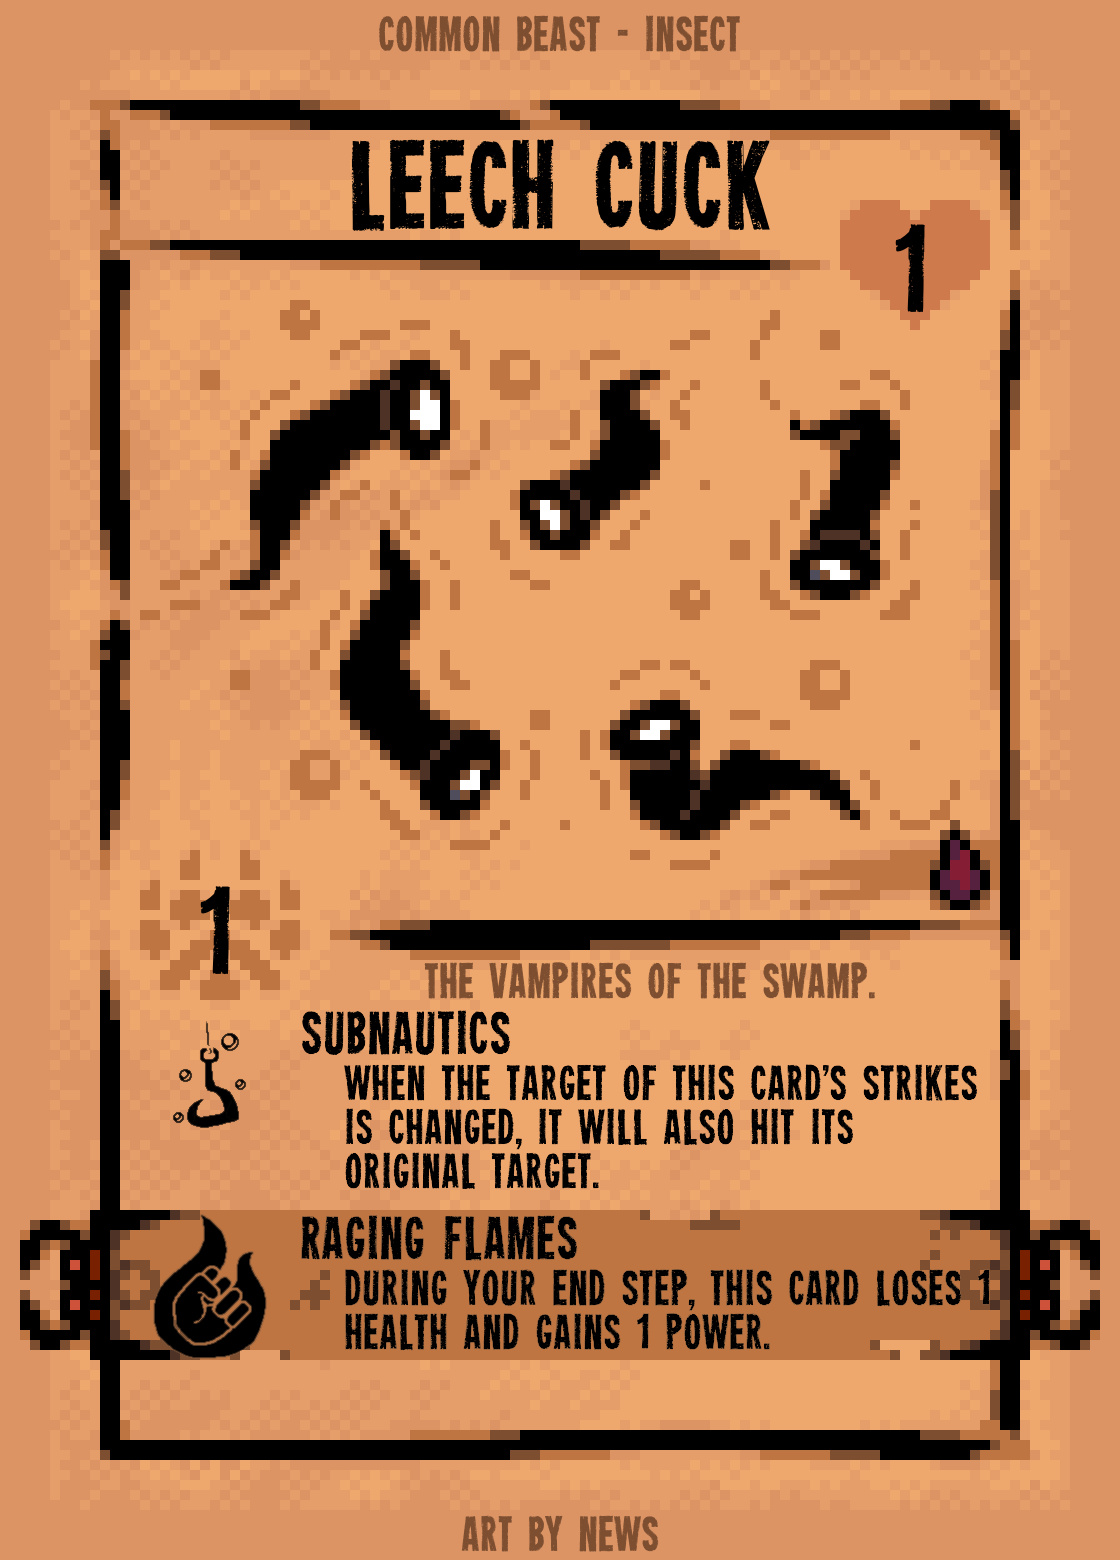 COMMON BEAST - INSECT
LEECH CUCK
1
1
THE VAMPIRES OF THE SWAMP.
SUBNAUTICS
WHEN THE TARGET OF THIS CARD'S STRIKES
IS CHANGED, IT WILL ALSO HIT ITS
ORIGINAL TARGET.
RAGING FLAMES
DURING YOUR END STEP, THIS CARD LOSES 1
HEALTH AND GAINS 1 POWER.
ART BY NEWS